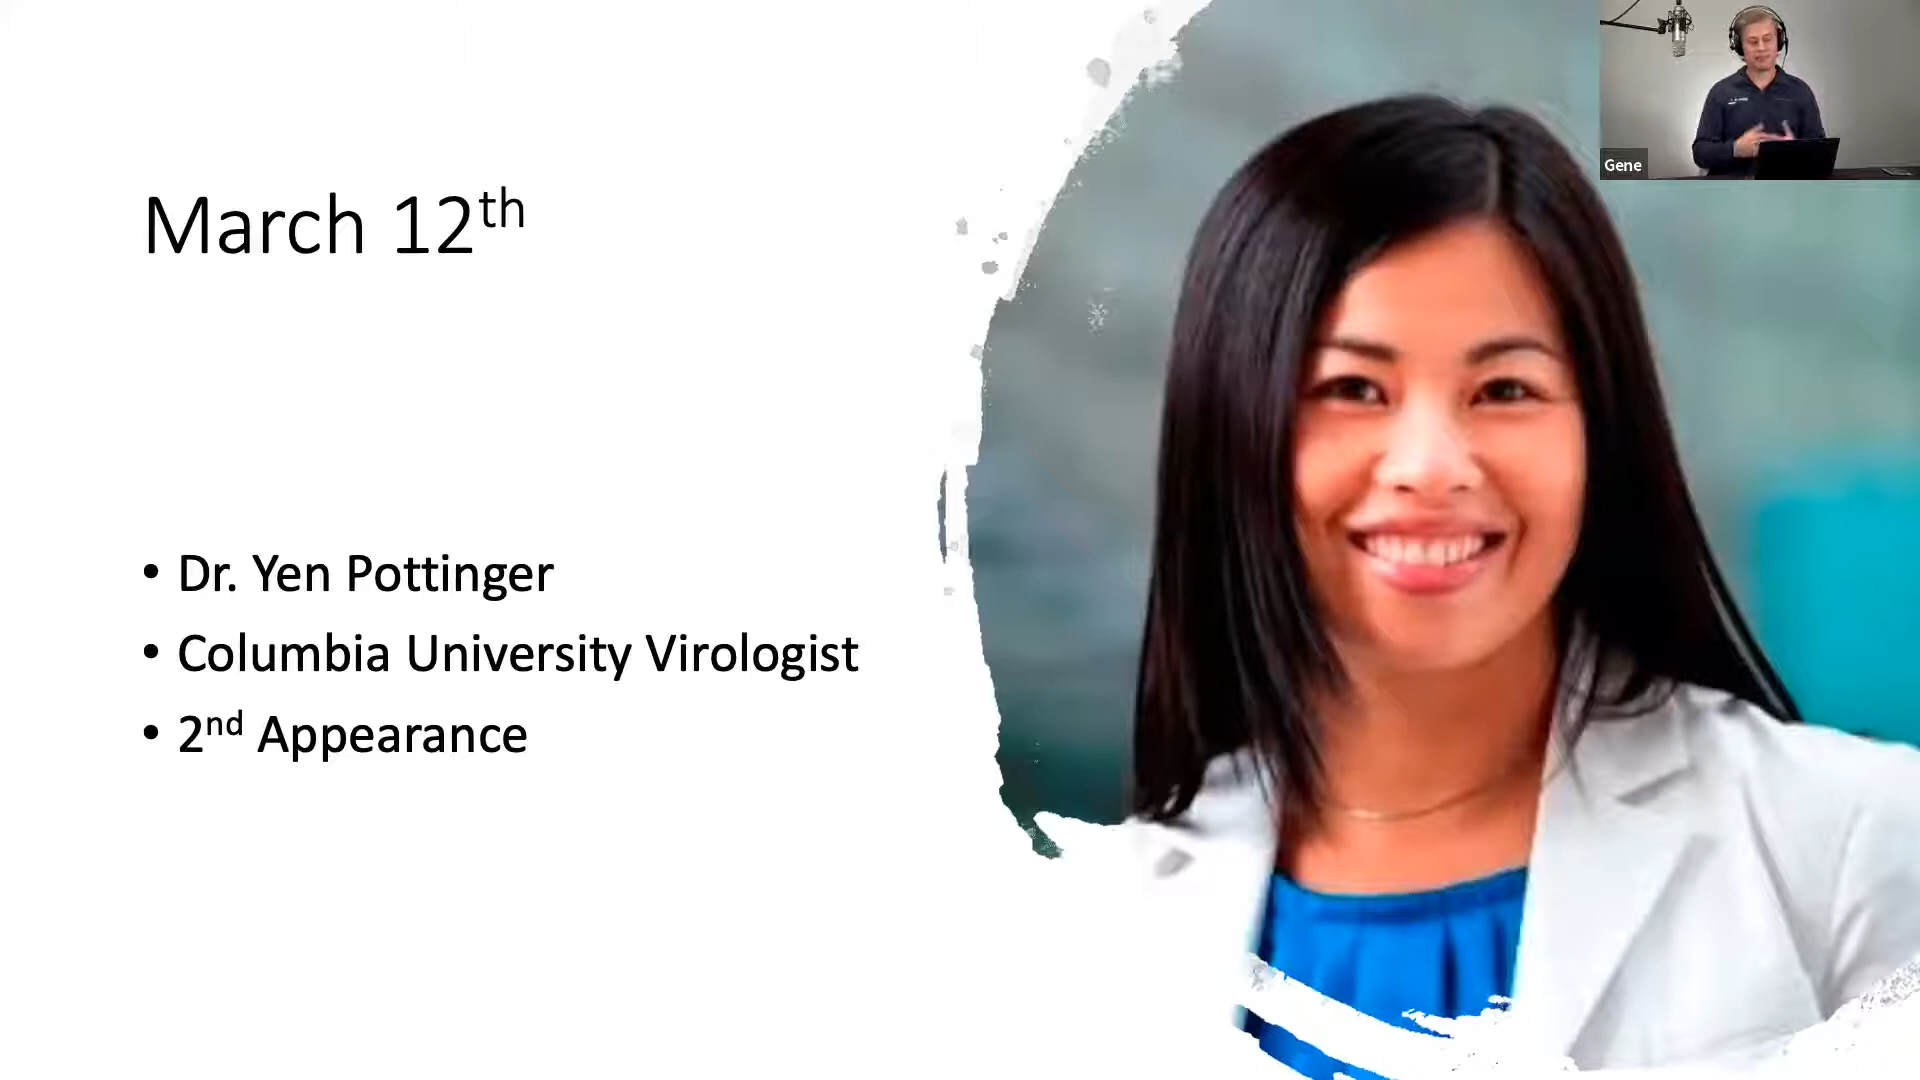 March 12th
• Dr. Yen Pottinger
• Columbia University Virologist
• 2nd Appearance
Gene